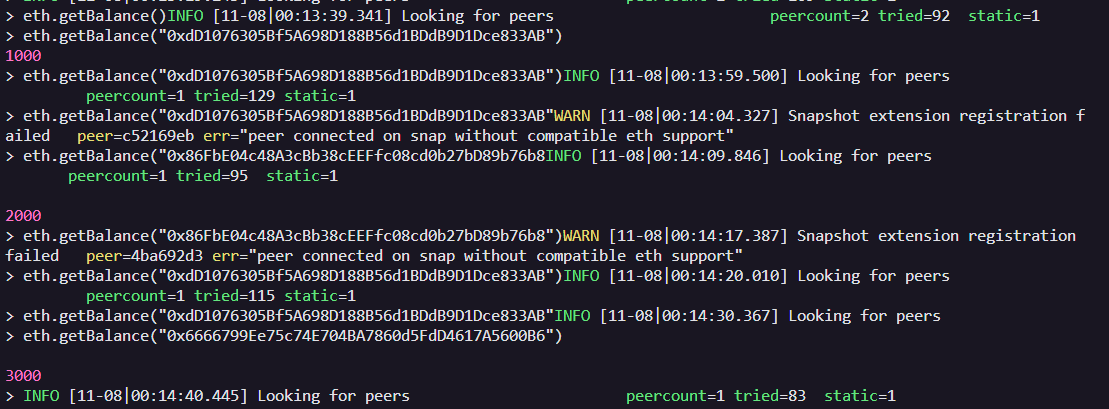 > eth.getBalance()INFO [11-08|00:13:39.341] Looking for peers                        peercount=2 tried=92  static=1
> eth.getBalance("0xdD1076305Bf5A698D188B56d1BDdB9D1Dce833AB")
1000
> eth.getBalance("0xdD1076305Bf5A698D188B56d1BDdB9D1Dce833AB")INFO [11-08|00:13:59.500] Looking for peers
         peercount=1 tried=129 static=1
> eth.getBalance("0xdD1076305Bf5A698D188B56d1BDdB9D1Dce833AB"WARN [11-08|00:14:04.327] Snapshot extension registration f
ailed   peer=c52169eb err="peer connected on snap without compatible eth support"
> eth.getBalance("0x86FbE04c48A3cBb38cEEFfc08cd0b27bD89b76b8INFO [11-08|00:14:09.846] Looking for peers
       peercount=1 tried=95  static=1
2000
> eth.getBalance("0x86FbE04c48A3cBb38cEEFfc08cd0b27bD89b76b8")WARN [11-08|00:14:17.387] Snapshot extension registration
failed   peer=4ba692d3 err="peer connected on snap without compatible eth support"
> eth.getBalance("0xdD1076305Bf5A698D188B56d1BDdB9D1Dce833AB")INFO [11-08|00:14:20.010] Looking for peers
         peercount=1 tried=115 static=1
> eth.getBalance("0xdD1076305Bf5A698D188B56d1BDdB9D1Dce833AB"INFO [11-08|00:14:30.367] Looking for peers
> eth.getBalance("0x6666799Ee75c74E704BA7860d5FdD4617A5600B6")
3000
> INFO [11-08|00:14:40.445] Looking for peers                        peercount=1 tried=83  static=1